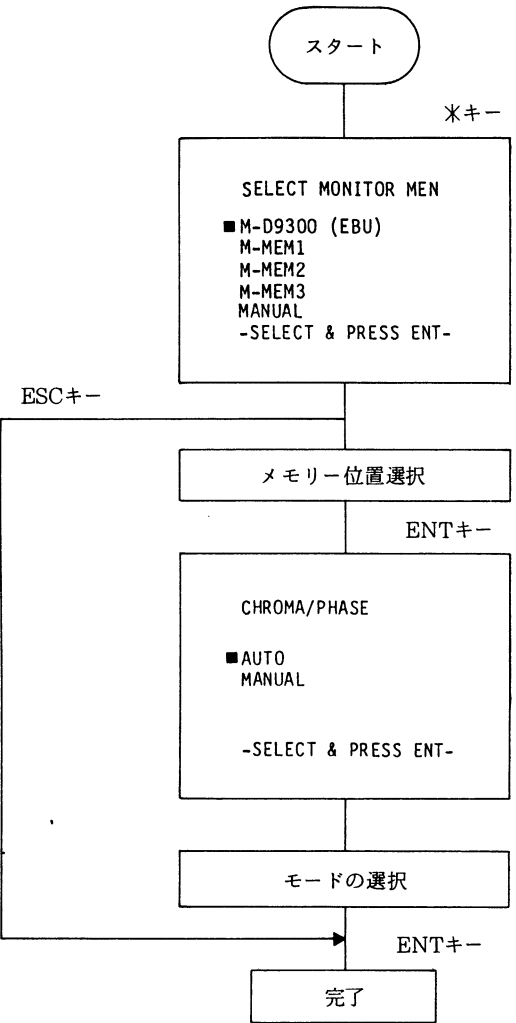 スタート
＊キー
SELECT MONITOR MEN
■M-D9300 (EBU)
M-MEM1
M-MEM2
M-MEM3
MANUAL
-SELECT & PRESS ENT-
ESCキー
メモリー位置選択
ENTキー
CHROMA/PHASE
■AUTO
MANUAL
-SELECT & PRESS ENT-
モードの選択
ENTキー
完了